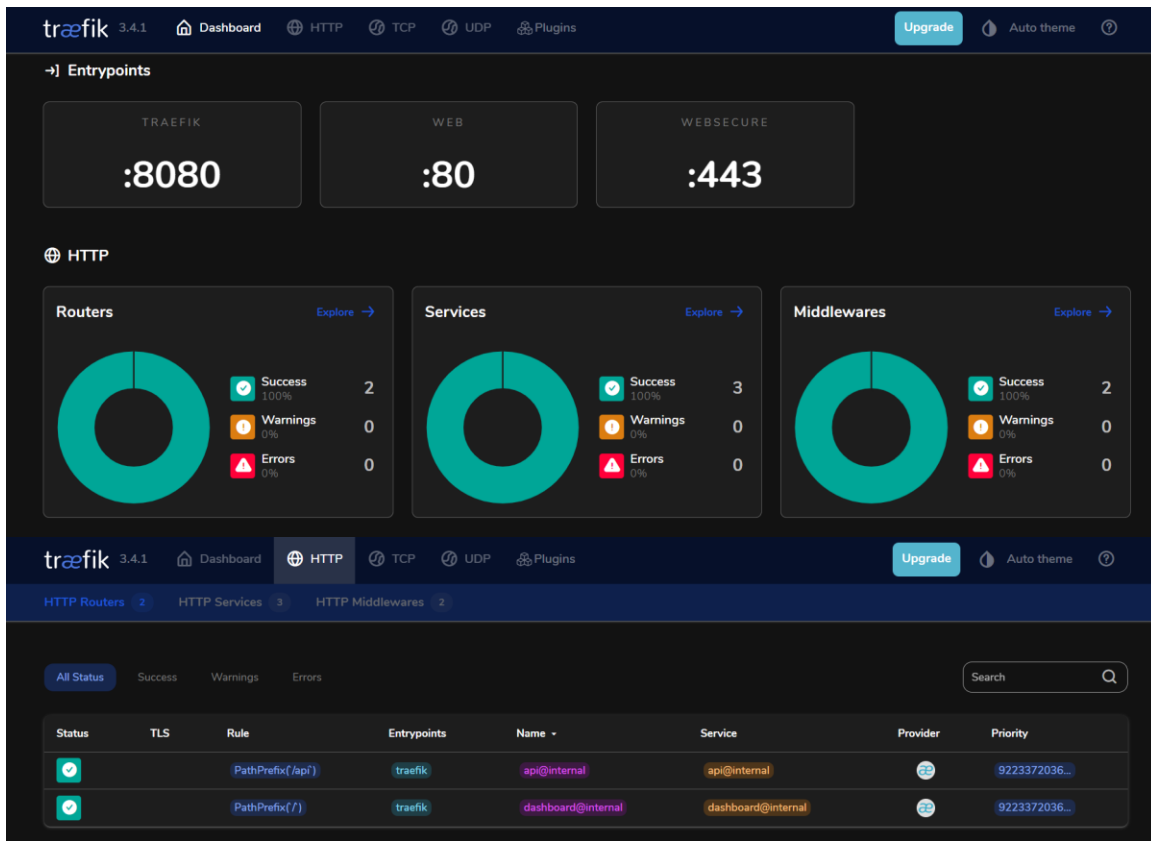 træfik 3.4.1 Dashboard HTTP TCP UDP Plugins Upgrade Auto theme
Entrypoints
TRAEFIK WEB WEBSECURE
:8080 :80 :443
HTTP
Routers Explore Services Explore Middlewares Explore
Success 2 Success 3 Success 2
100% 100% 100%
Warnings 0 Warnings 0 Warnings 0
0% 0% 0%
Errors 0 Errors 0 Errors 0
0% 0% 0%
træfik 3.4.1 Dashboard HTTP TCP UDP Plugins Upgrade Auto theme
HTTP Routers 2 HTTP Services 3 HTTP Middlewares 2
All Status Success Warnings Errors Search
Status TLS Rule Entrypoints Name Service Provider Priority
PathPrefix(`/api`) traefik api@internal api@internal æ 9223372036...
PathPrefix(`/`) traefik dashboard@internal dashboard@internal æ 9223372036...